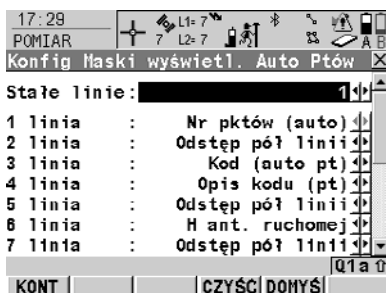 17:29
POMIAR
L1= 7
7 L2= 7
A B
Konfig Maski wyświetl. Auto Ptów X
Stałe linie: 1
1 linia : Nr pktów (auto)
2 linia : Odstęp pół linii
3 linia : Kod (auto pt)
4 linia : Opis kodu (pt)
5 linia : Odstęp pół linii
6 linia : H ant. ruchomej
7 linia : Odstęp pół linii
Q1a
KONT CZYŚĆ DOMYŚ